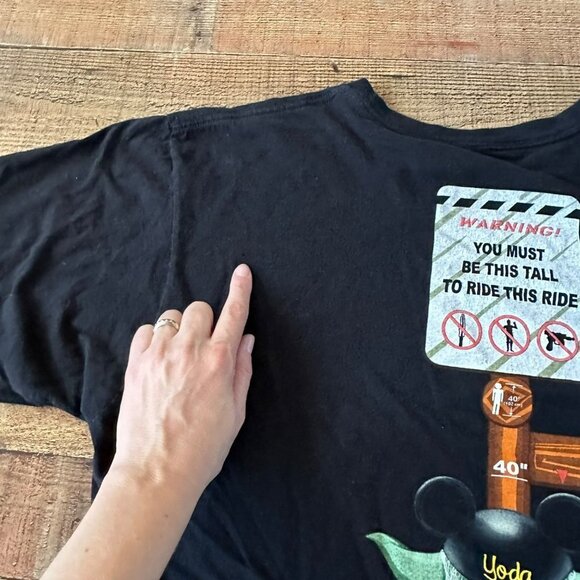 WARNING!
YOU MUST
BE THIS TALL
TO RIDE THIS RIDE
40"
40"
Yoda